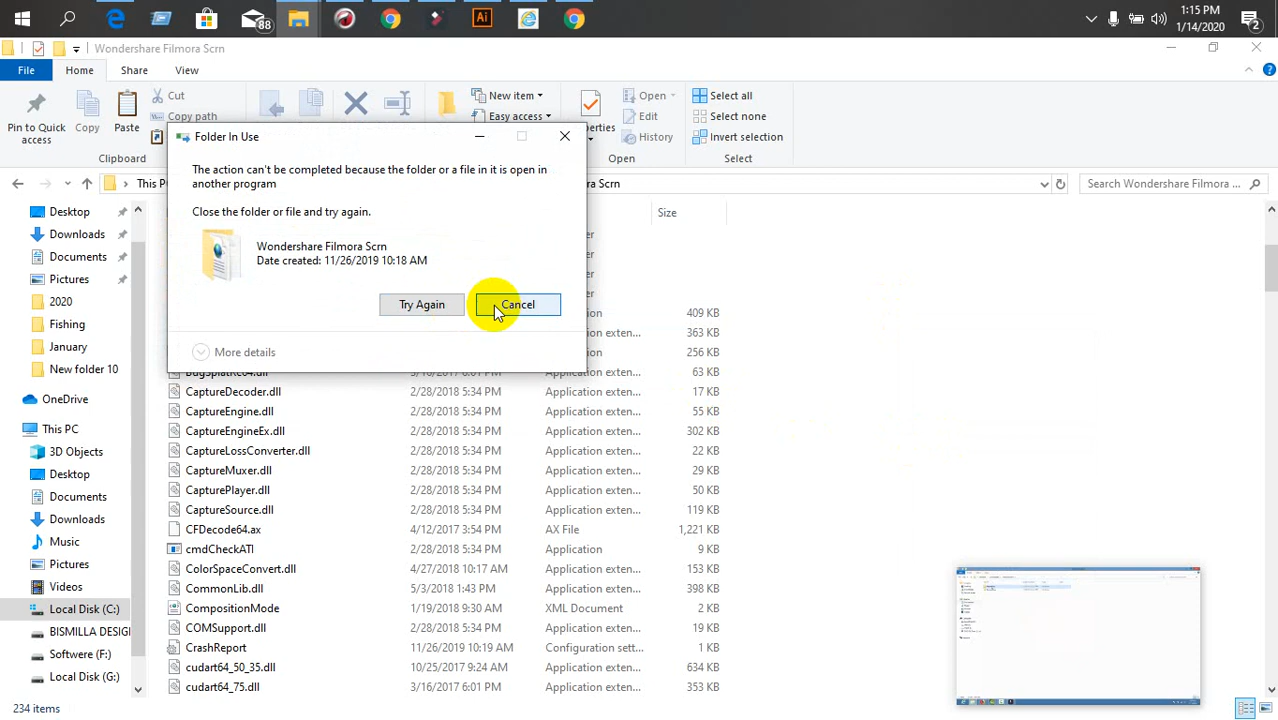 88
1:15 PM
1/14/2020
2
Wondershare Filmora Scrn
File
Home
Share
View
Pin to Quick access
Copy
Paste
Cut
Copy path
New item
Easy access
Open
Edit
History
Select all
Select none
Invert selection
Clipboard
Open
Select
Search Wondershare Filmora ...
Folder In Use
The action can't be completed because the folder or a file in it is open in another program
Close the folder or file and try again.
Wondershare Filmora Scrn
Date created: 11/26/2019 10:18 AM
Try Again
Cancel
More details
Desktop
Downloads
Documents
Pictures
2020
Fishing
January
New folder 10
OneDrive
This PC
3D Objects
Desktop
Documents
Downloads
Music
Pictures
Videos
Local Disk (C:)
BISMILLA DESIG
Softwere (F:)
Local Disk (G:)
Size
409 KB
363 KB
256 KB
63 KB
CaptureDecoder.dll 2/28/2018 5:34 PM Application exten... 17 KB
CaptureEngine.dll 2/28/2018 5:34 PM Application exten... 55 KB
CaptureEngineEx.dll 2/28/2018 5:34 PM Application exten... 302 KB
CaptureLossConverter.dll 2/28/2018 5:34 PM Application exten... 22 KB
CaptureMuxer.dll 2/28/2018 5:34 PM Application exten... 29 KB
CapturePlayer.dll 2/28/2018 5:34 PM Application exten... 50 KB
CaptureSource.dll 2/28/2018 5:34 PM Application exten... 119 KB
CFDecode64.ax 4/12/2017 3:54 PM AX File 1,221 KB
cmdCheckATI 2/28/2018 5:34 PM Application 9 KB
ColorSpaceConvert.dll 4/27/2018 10:17 AM Application exten... 153 KB
CommonLib.dll 5/3/2018 1:43 PM Application exten... 398 KB
CompositionMode 1/19/2018 9:30 AM XML Document 2 KB
COMSupport.dll 2/28/2018 5:34 PM Application exten... 28 KB
CrashReport 11/26/2019 10:19 AM Configuration sett... 1 KB
cudart64_50_35.dll 10/25/2017 9:24 AM Application exten... 634 KB
cudart64_75.dll 3/16/2017 6:01 PM Application exten... 353 KB
234 items